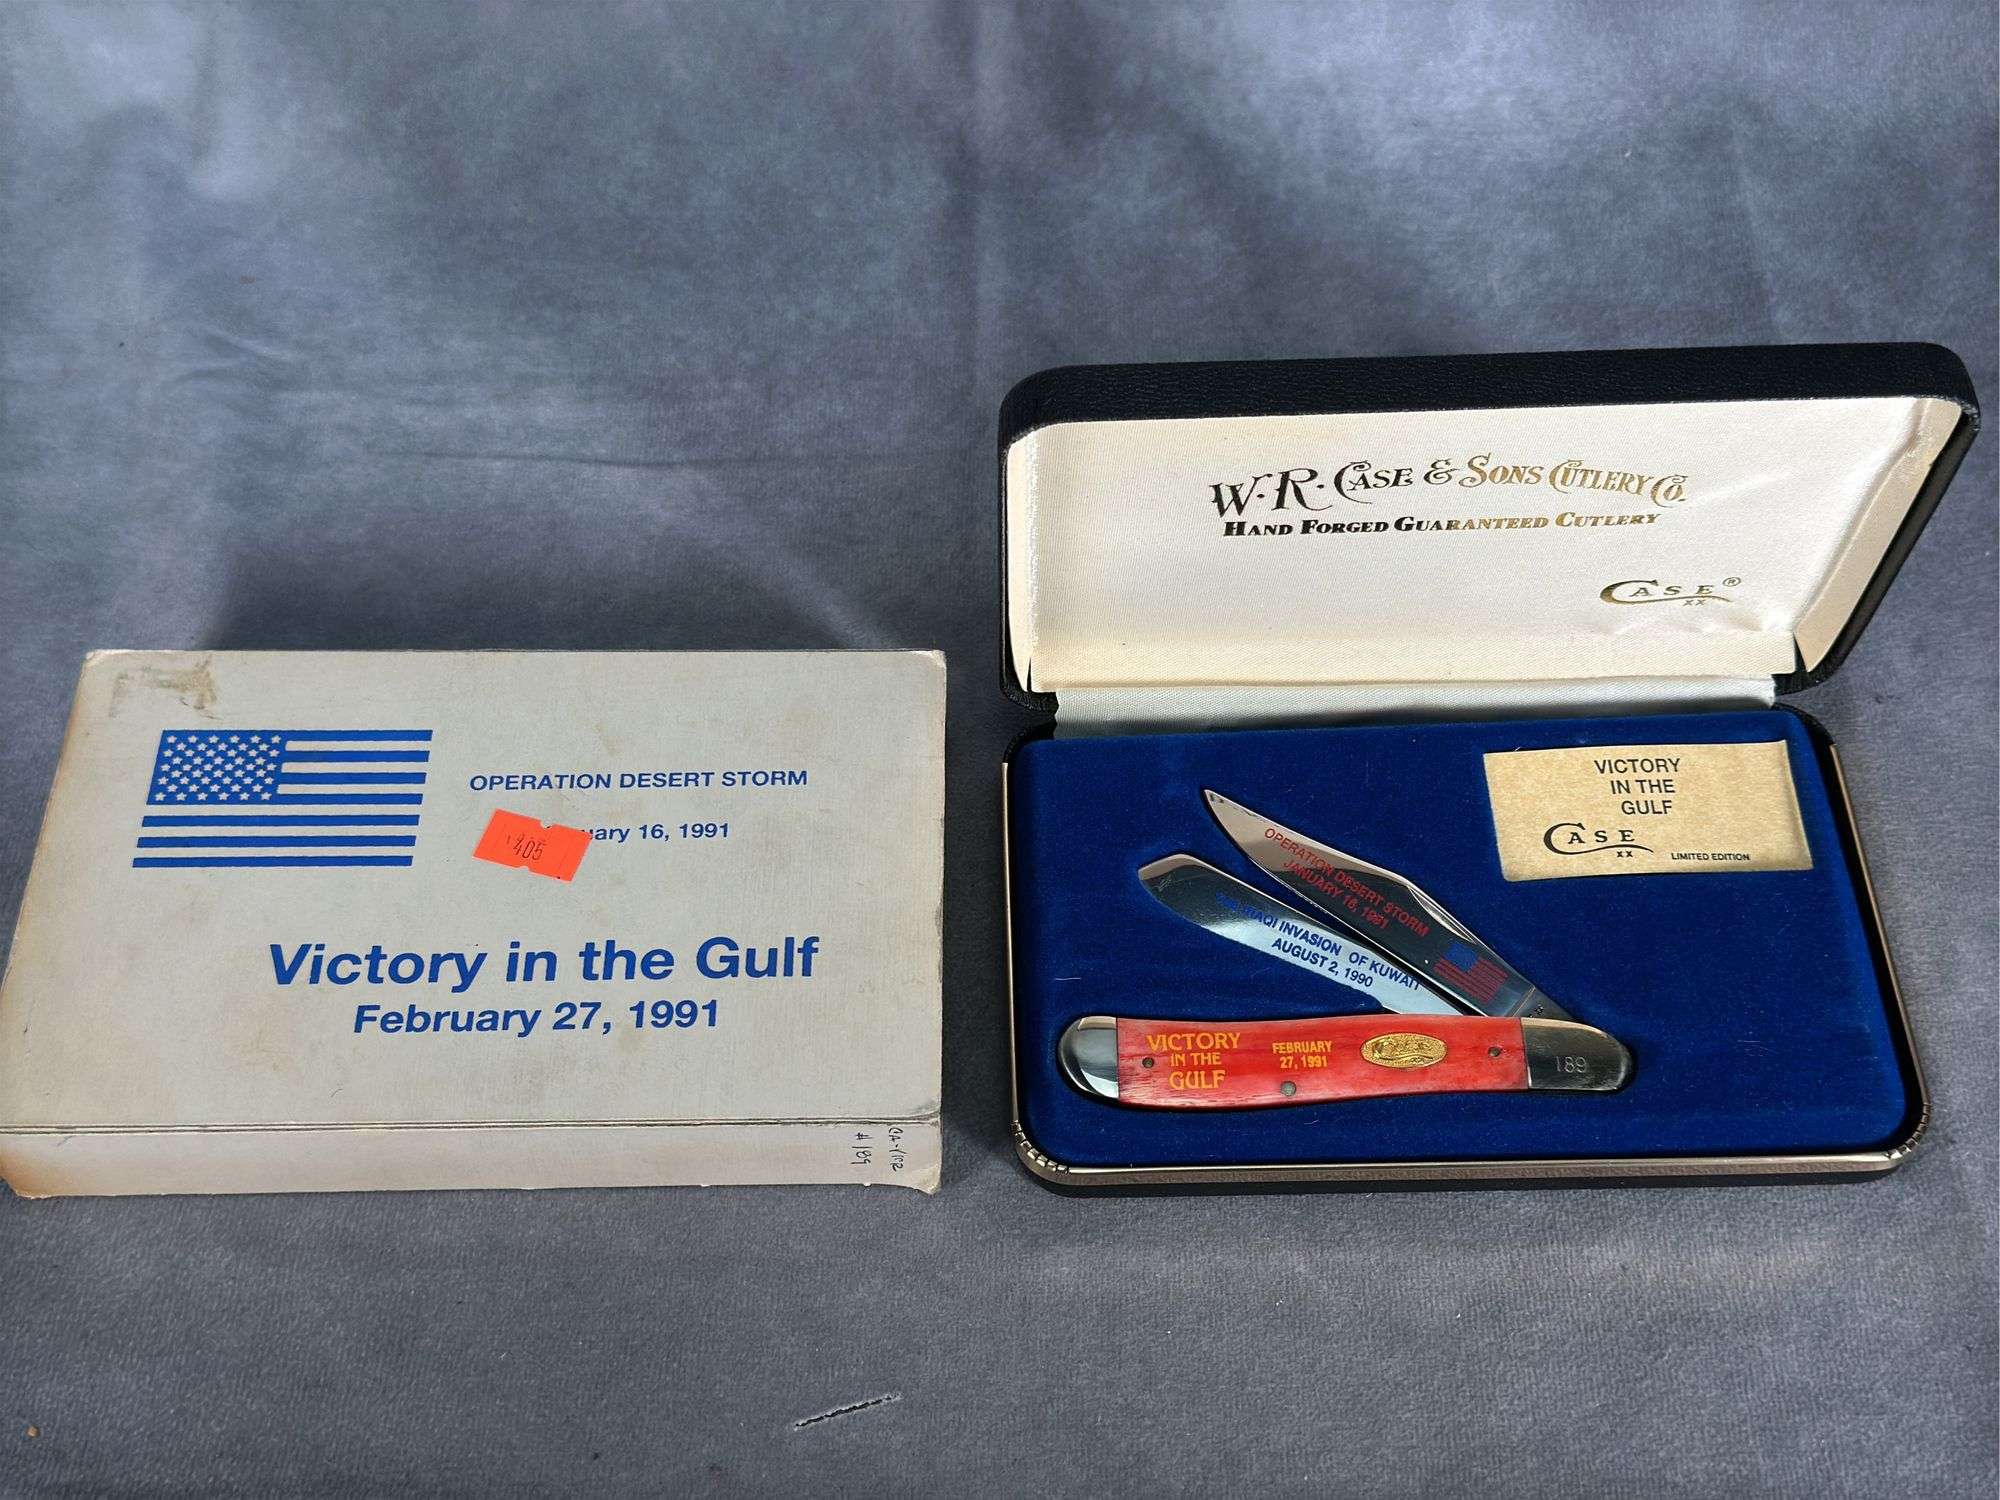 OPERATION DESERT STORM
uary 16, 1991
405
Victory in the Gulf
February 27, 1991
#189
W·R·CASE & SONS CUTLERY CO.
HAND FORGED GUARANTEED CUTLERY
CASE®
XX
VICTORY
IN THE
GULF
CASE
XX
LIMITED EDITION
OPERATION DESERT STORM
JANUARY 16, 1991
IRAQI INVASION OF KUWAIT
AUGUST 2, 1990
VICTORY
IN THE
GULF
FEBRUARY
27, 1991
CASE
189